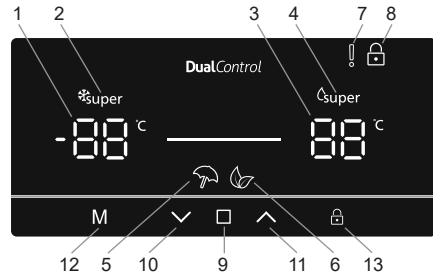 1 2 3 4 7 8
DualControl
super super
-88 °C 88 °C
M
12 5 10 9 11 6 13